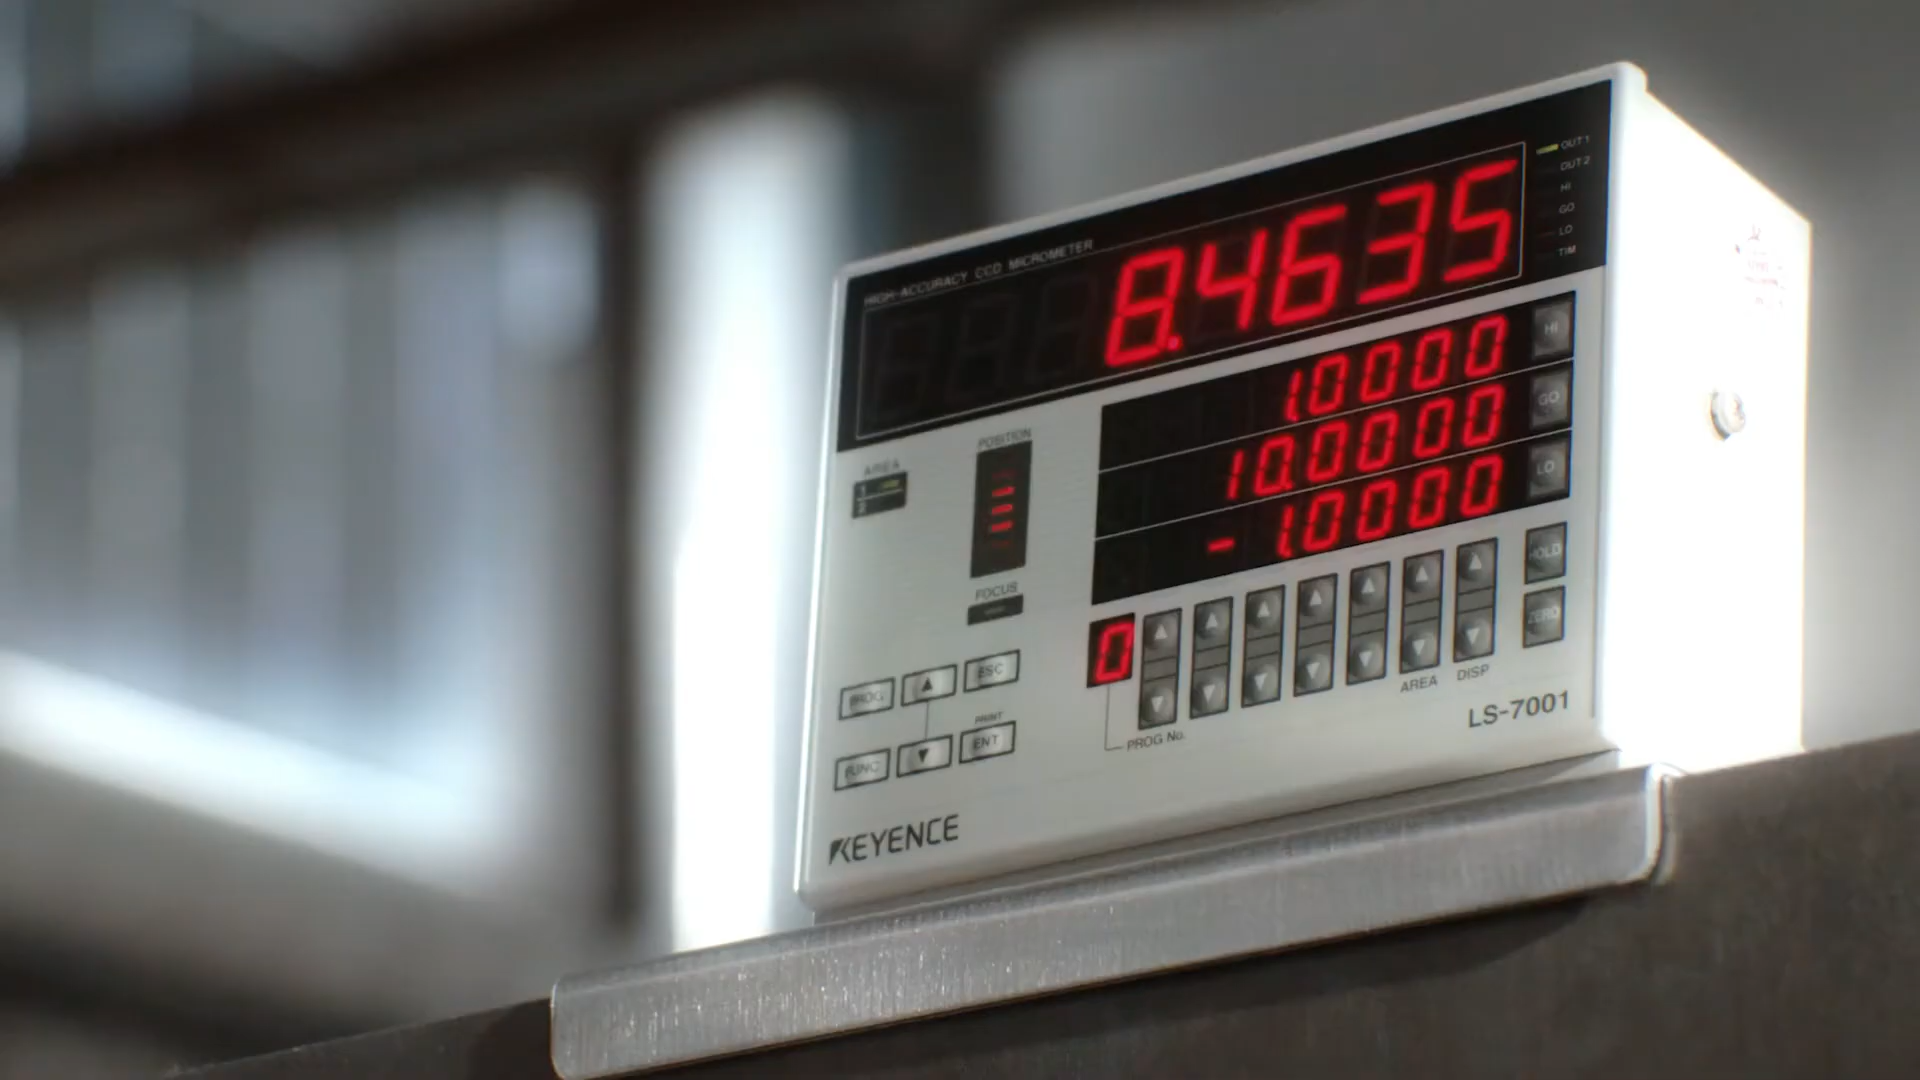 HIGH-ACCURACY CCD MICROMETER
8.4635
OUT 1
OUT 2
HI
GO
LO
TIM
1.0000
HI
10.0000
GO
-1.0000
LO
AREA
1
2
POSITION
FOCUS
HOLD
ZERO
0
PROG
ESC
AREA
DISP
PRINT
FUNC
ENT
PROG No.
LS-7001
KEYENCE